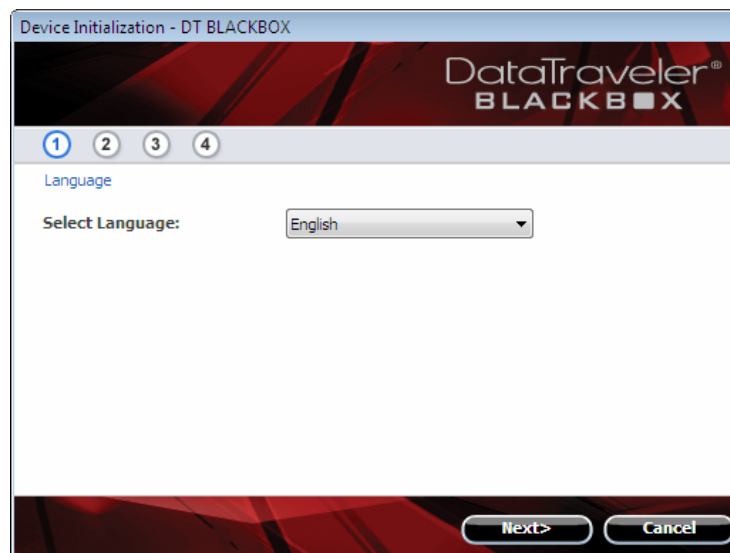 Device Initialization - DT BLACKBOX
DataTraveler®
BLACKBOX
1 2 3 4
Language
Select Language: English
Next> Cancel